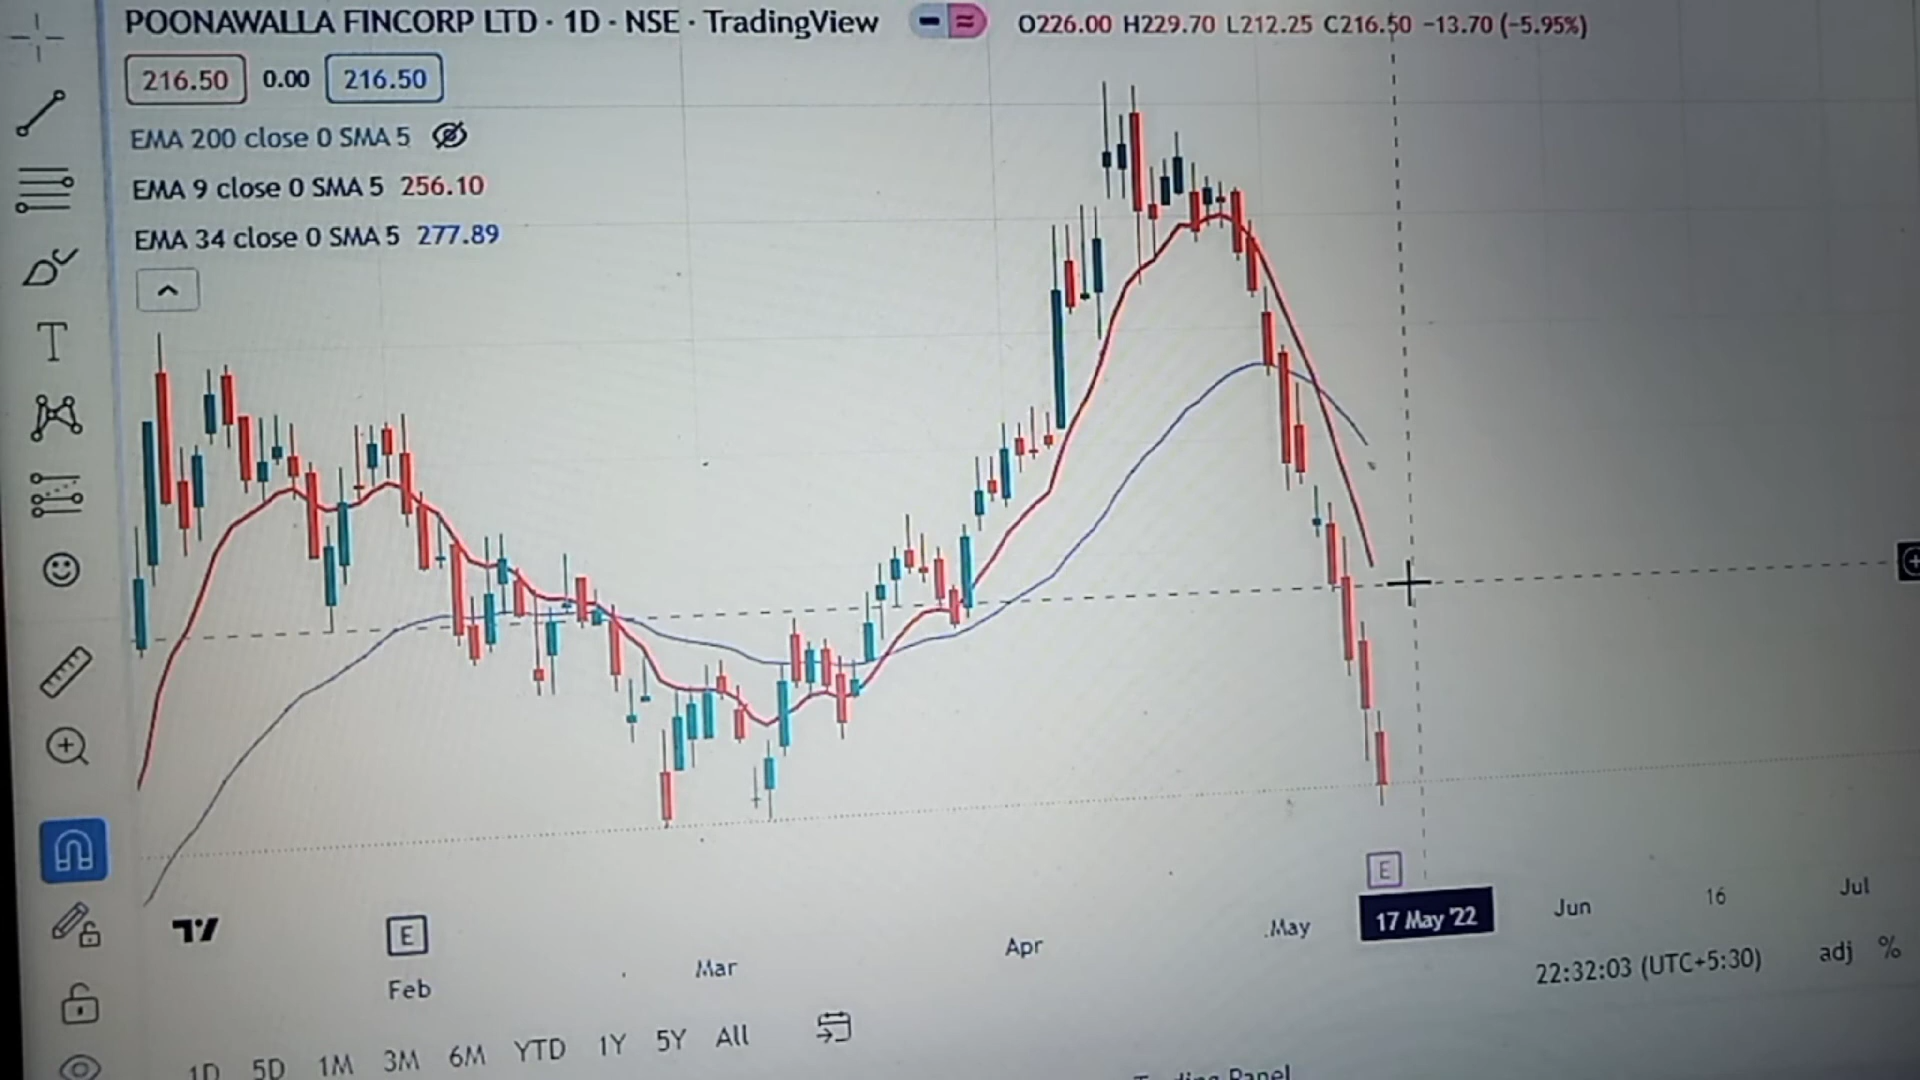 POONAWALLA FINCORP LTD · 1D · NSE · TradingView
O226.00 H229.70 L212.25 C216.50 −13.70 (−5.95%)
216.50 0.00 216.50
EMA 200 close 0 SMA 5
EMA 9 close 0 SMA 5 256.10
EMA 34 close 0 SMA 5 277.89
E
E
Feb Mar Apr May 17 May '22 Jun 16 Jul
22:32:03 (UTC+5:30) adj %
1D 5D 1M 3M 6M YTD 1Y 5Y All
Trading Panel